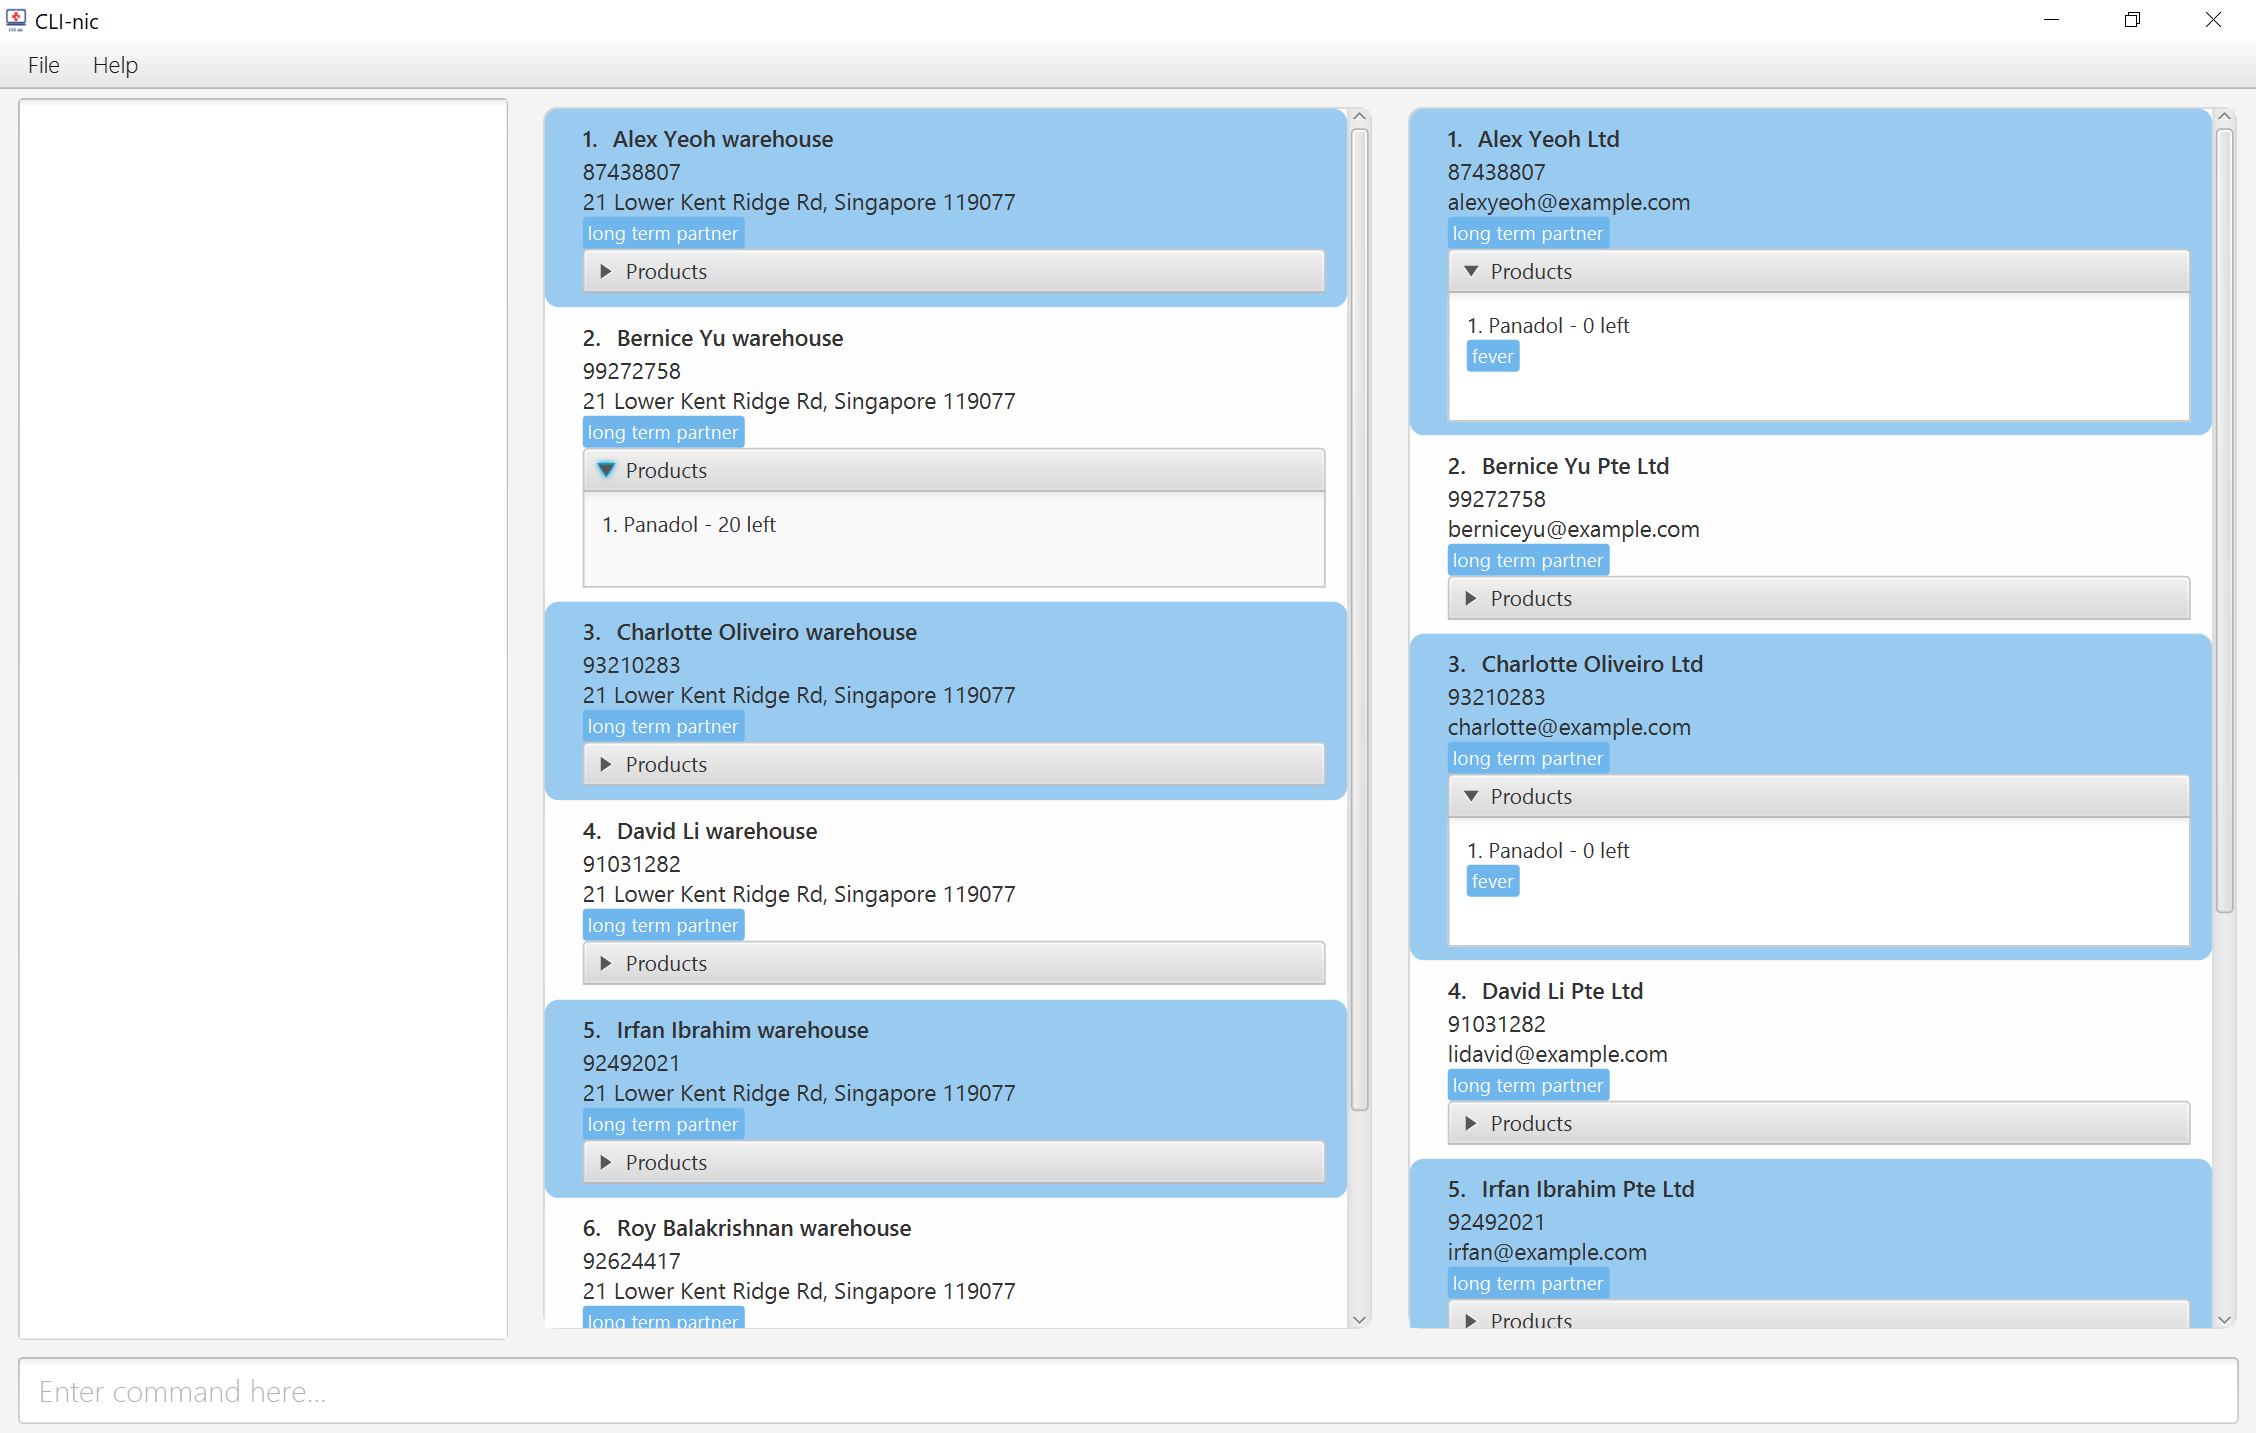 CLI-nic
File Help
1. Alex Yeoh warehouse
87438807
21 Lower Kent Ridge Rd, Singapore 119077
long term partner
Products
2. Bernice Yu warehouse
99272758
21 Lower Kent Ridge Rd, Singapore 119077
long term partner
Products
1. Panadol - 20 left
3. Charlotte Oliveiro warehouse
93210283
21 Lower Kent Ridge Rd, Singapore 119077
long term partner
Products
4. David Li warehouse
91031282
21 Lower Kent Ridge Rd, Singapore 119077
long term partner
Products
5. Irfan Ibrahim warehouse
92492021
21 Lower Kent Ridge Rd, Singapore 119077
long term partner
Products
6. Roy Balakrishnan warehouse
92624417
21 Lower Kent Ridge Rd, Singapore 119077
long term partner
1. Alex Yeoh Ltd
87438807
alexyeoh@example.com
long term partner
Products
1. Panadol - 0 left
fever
2. Bernice Yu Pte Ltd
99272758
berniceyu@example.com
long term partner
Products
3. Charlotte Oliveiro Ltd
93210283
charlotte@example.com
long term partner
Products
1. Panadol - 0 left
fever
4. David Li Pte Ltd
91031282
lidavid@example.com
long term partner
Products
5. Irfan Ibrahim Pte Ltd
92492021
irfan@example.com
long term partner
Products
Enter command here...